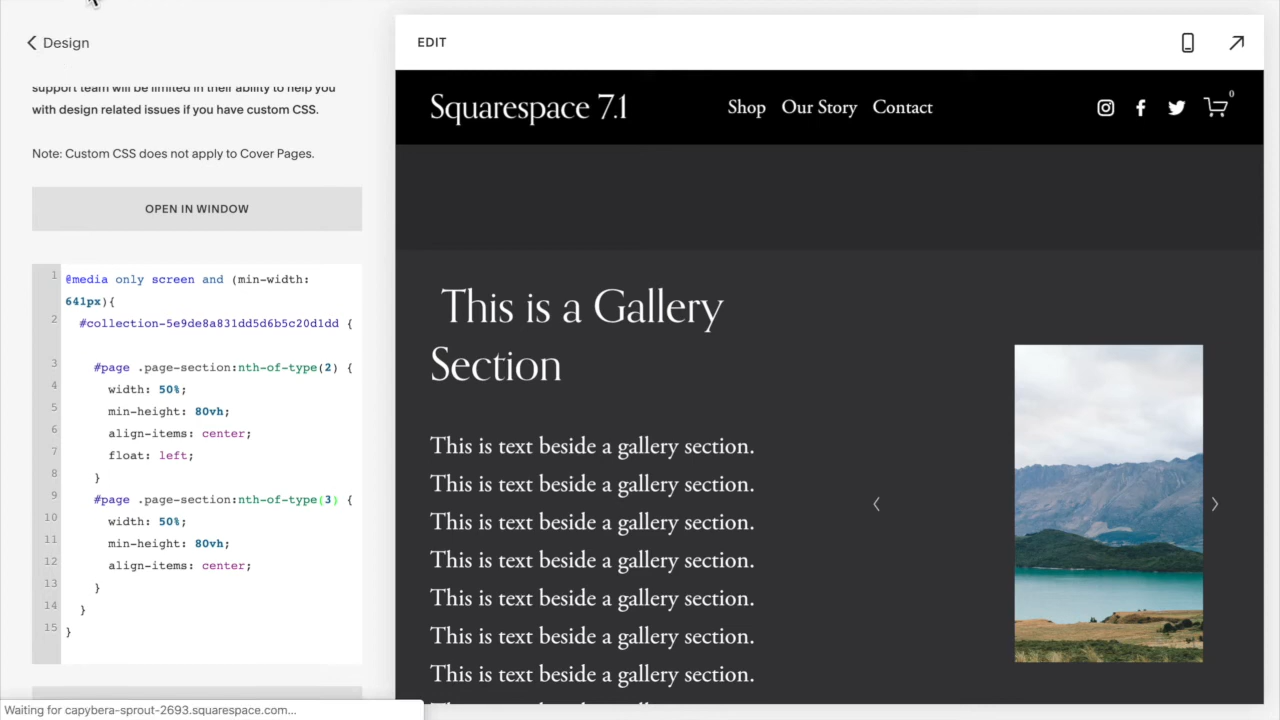 Design
support team will be limited in their ability to help you
with design related issues if you have custom CSS.
Note: Custom CSS does not apply to Cover Pages.
OPEN IN WINDOW
1 @media only screen and (min-width:
641px){
2 #collection-5e9de8a831dd5d6b5c20d1dd {
3 #page .page-section:nth-of-type(2) {
4 width: 50%;
5 min-height: 80vh;
6 align-items: center;
7 float: left;
8 }
9 #page .page-section:nth-of-type(3) {
10 width: 50%;
11 min-height: 80vh;
12 align-items: center;
13 }
14 }
15 }
Waiting for capybera-sprout-2693.squarespace.com...
EDIT
Squarespace 7.1
Shop Our Story Contact
0
This is a Gallery
Section
This is text beside a gallery section.
This is text beside a gallery section.
This is text beside a gallery section.
This is text beside a gallery section.
This is text beside a gallery section.
This is text beside a gallery section.
This is text beside a gallery section.